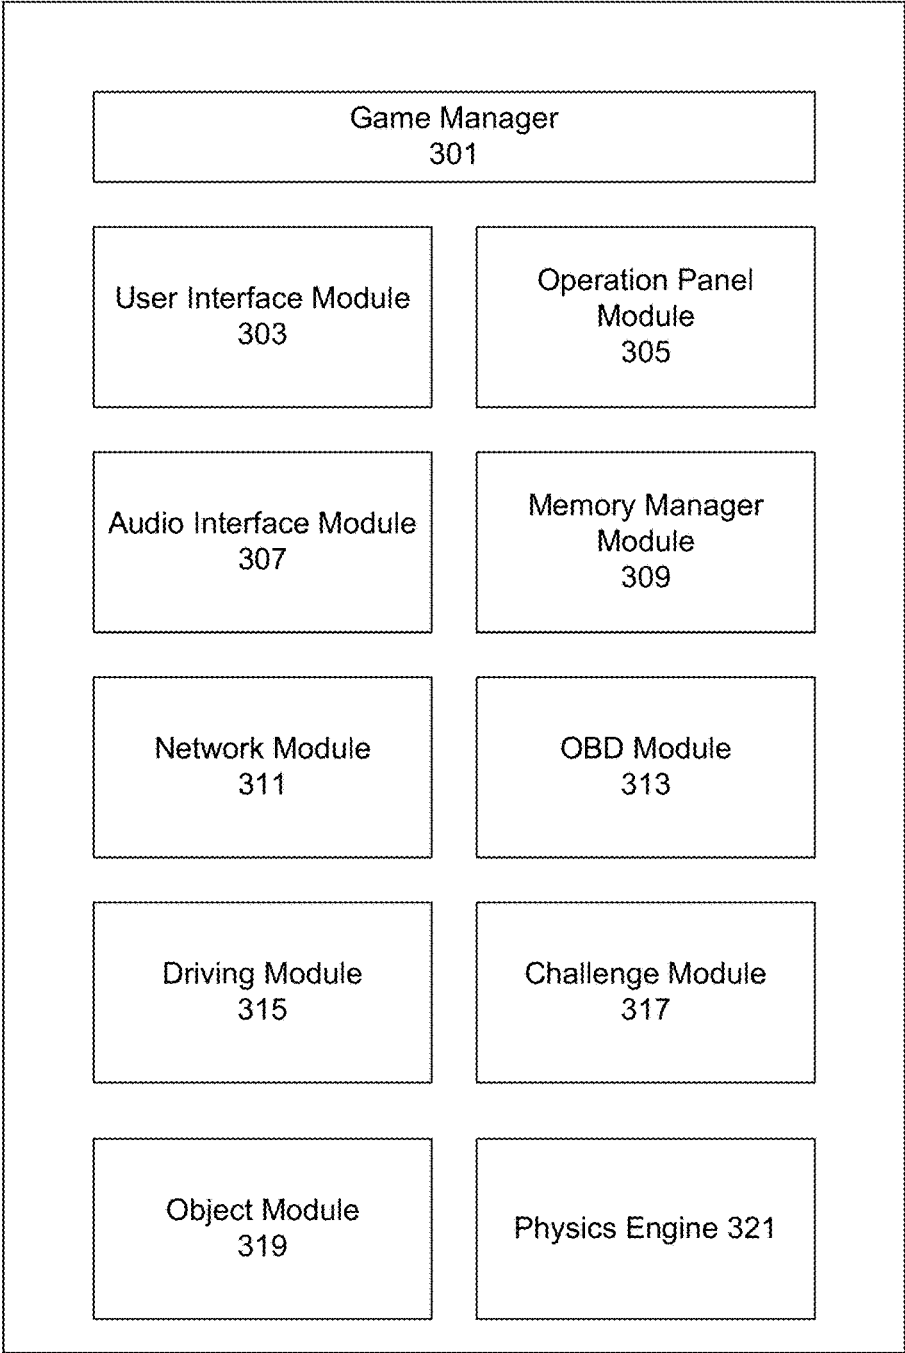 Game Manager
301
User Interface Module
303
Operation Panel
Module
305
Audio Interface Module
307
Memory Manager
Module
309
Network Module
311
OBD Module
313
Driving Module
315
Challenge Module
317
Object Module
319
Physics Engine 321